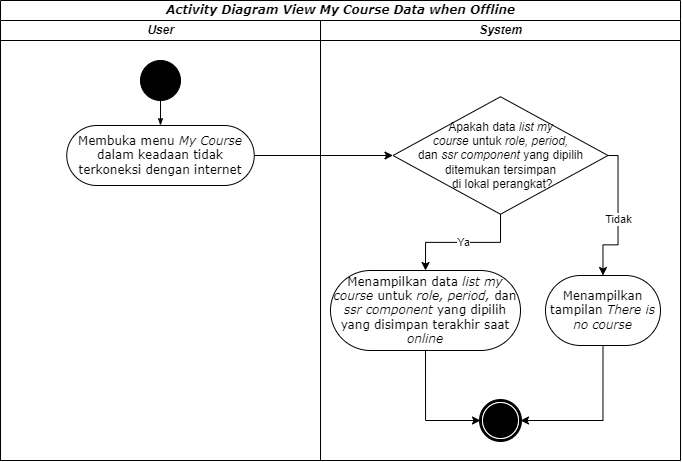 Activity Diagram View My Course Data when Offline
User
System
Membuka menu My Course
dalam keadaan tidak
terkoneksi dengan internet
Apakah data list my
course untuk role, period,
dan ssr component yang dipilih
ditemukan tersimpan
di lokal perangkat?
Ya
Tidak
Menampilkan data list my
course untuk role, period, dan
ssr component yang dipilih
yang disimpan terakhir saat
online
Menampilkan
tampilan There is
no course